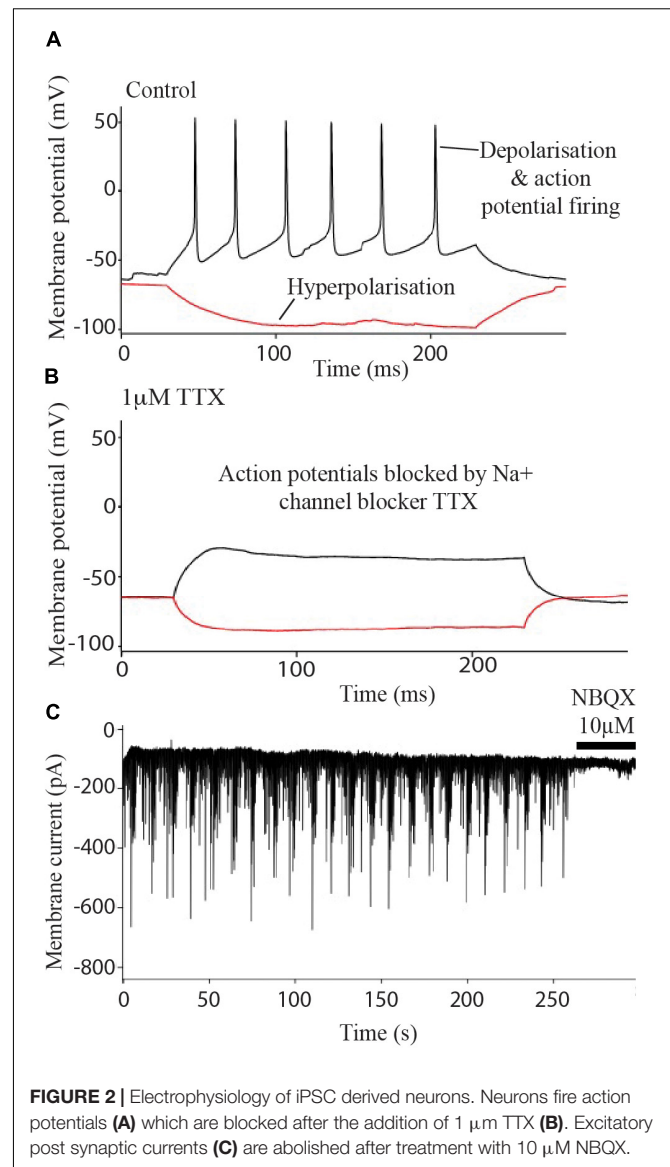 A
Control
Membrane potential (mV)
50
0
-50
-100
Depolarisation
& action
potential firing
Hyperpolarisation
0
100
200
Time (ms)
B
1µM TTX
Membrane potential (mV)
50
0
-50
-100
Action potentials blocked by Na+
channel blocker TTX
0
100
200
Time (ms)
C
NBQX
10µM
Membrane current (pA)
0
-200
-400
-600
-800
0
50
100
150
200
250
Time (s)
FIGURE 2 | Electrophysiology of iPSC derived neurons. Neurons fire action
potentials (A) which are blocked after the addition of 1 µm TTX (B). Excitatory
post synaptic currents (C) are abolished after treatment with 10 µM NBQX.